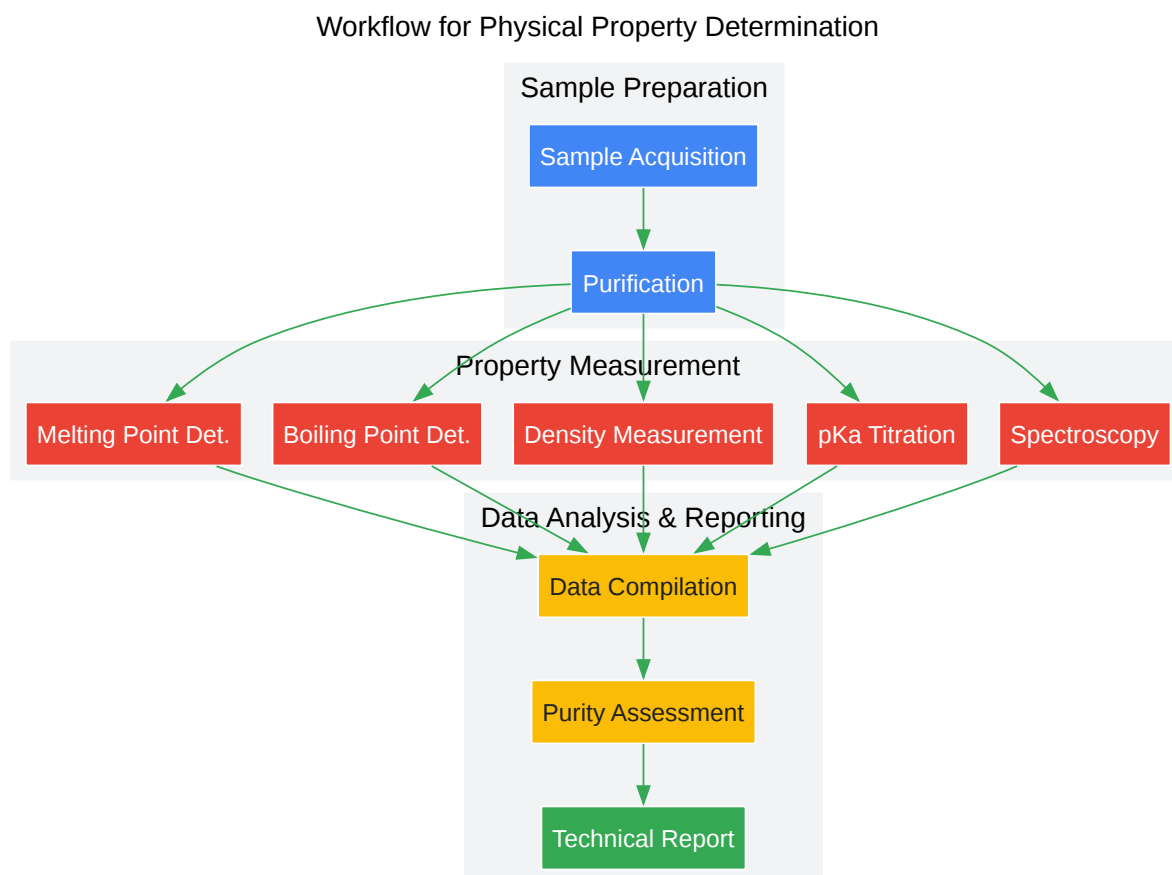 Workflow for Physical Property Determination
Sample Preparation
Sample Acquisition
Purification
Property Measurement
Melting Point Det.
Boiling Point Det.
Density Measurement
pKa Titration
Spectroscopy
Data Analysis & Reporting
Data Compilation
Purity Assessment
Technical Report